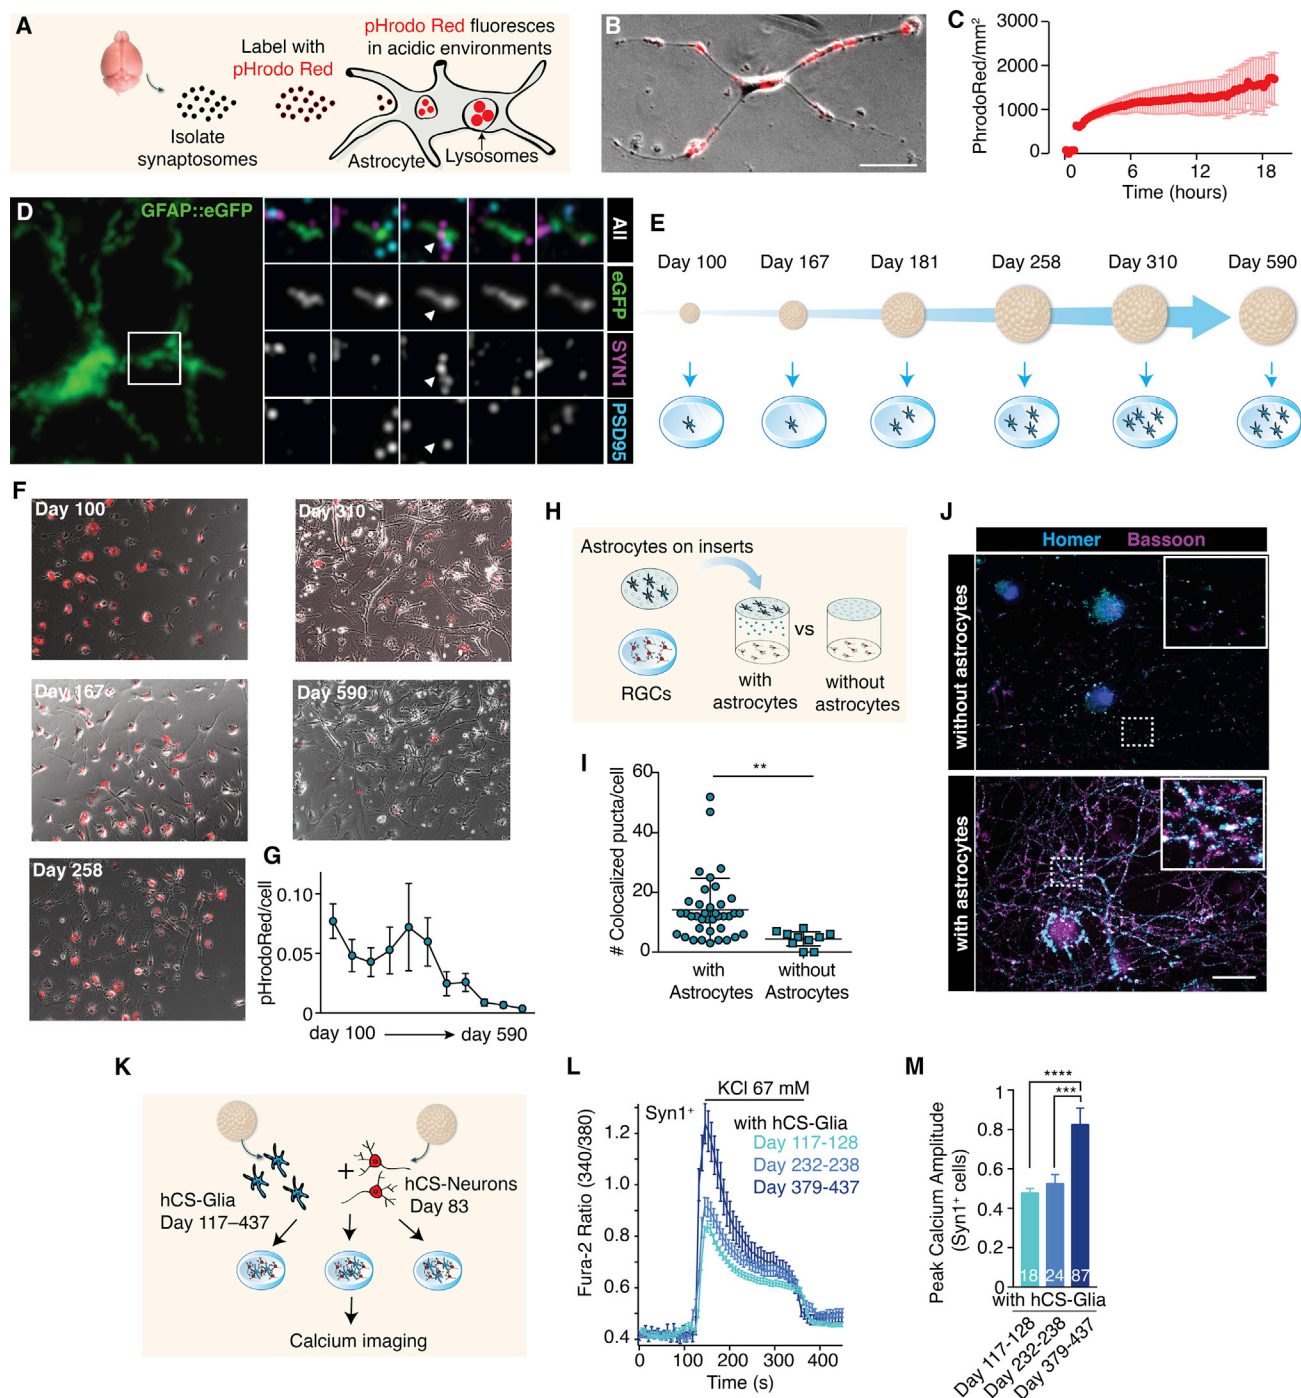 A
Label with
pHrodo Red
pHrodo Red fluoresces
in acidic environments
Isolate
synaptosomes
Astrocyte
Lysosomes
B
C
PhrodoRed/mm²
3000
2000
1000
0
0
6
12
18
Time (hours)
D
GFAP::eGFP
All
eGFP
SYN1
PSD95
E
Day 100
Day 167
Day 181
Day 258
Day 310
Day 590
F
Day 100
Day 310
Day 167
Day 590
Day 258
G
pHrodoRed/cell
0.10
0.05
0
day 100
day 590
H
Astrocytes on inserts
RGCs
vs
with
astrocytes
without
astrocytes
I
# Colocalized pucta/cell
60
40
20
0
**
with
Astrocytes
without
Astrocytes
J
Homer Bassoon
without astrocytes
with astrocytes
K
hCS-Glia
Day 117–437
+
hCS-Neurons
Day 83
Calcium imaging
L
Fura-2 Ratio (340/380)
1.2
1.0
0.8
0.6
0.4
Syn1⁺
KCl 67 mM
with hCS-Glia
Day 117-128
Day 232-238
Day 379-437
0
100
200
300
400
Time (s)
M
Peak Calcium Amplitude
(Syn1⁺ cells)
1
0.8
0.6
0.4
0.2
0
****
***
18
24
87
with hCS-Glia
Day 117-128
Day 232-238
Day 379-437